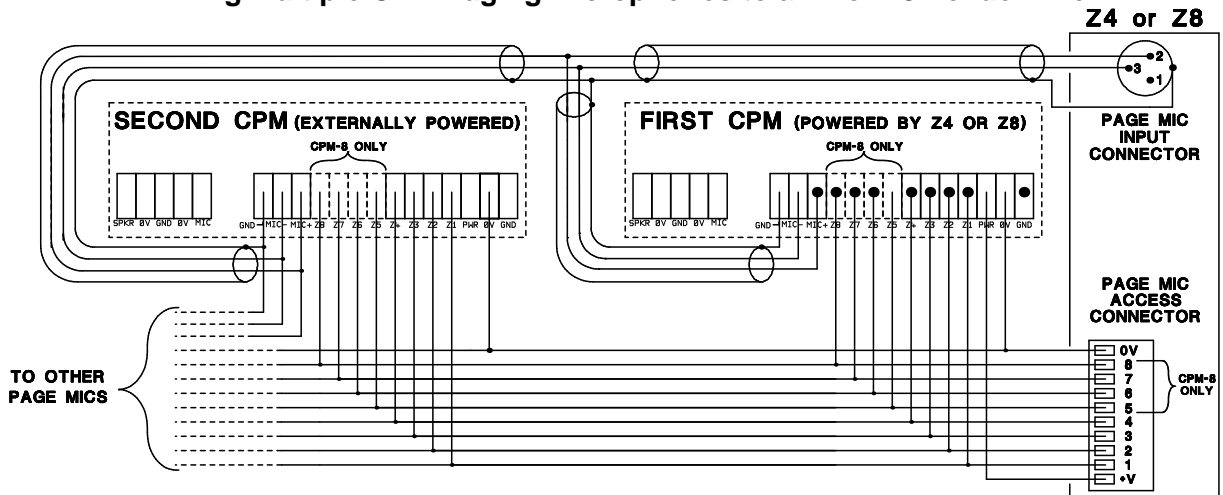 Z4 or Z8
2
3
1
SECOND CPM (EXTERNALLY POWERED)
CPM-8 ONLY
FIRST CPM (POWERED BY Z4 OR Z8)
CPM-8 ONLY
PAGE MIC
INPUT
CONNECTOR
SPKR 0V GND 0V MIC
GND MIC- MIC+ Z8 Z7 Z6 Z5 Z4 Z3 Z2 Z1 PWR 0V GND
SPKR 0V GND 0V MIC
GND MIC- MIC+ Z8 Z7 Z6 Z5 Z4 Z3 Z2 Z1 PWR 0V GND
PAGE MIC
ACCESS
CONNECTOR
TO OTHER
PAGE MICS
0V
8
7
6
5
4
3
2
1
+V
CPM-8
ONLY